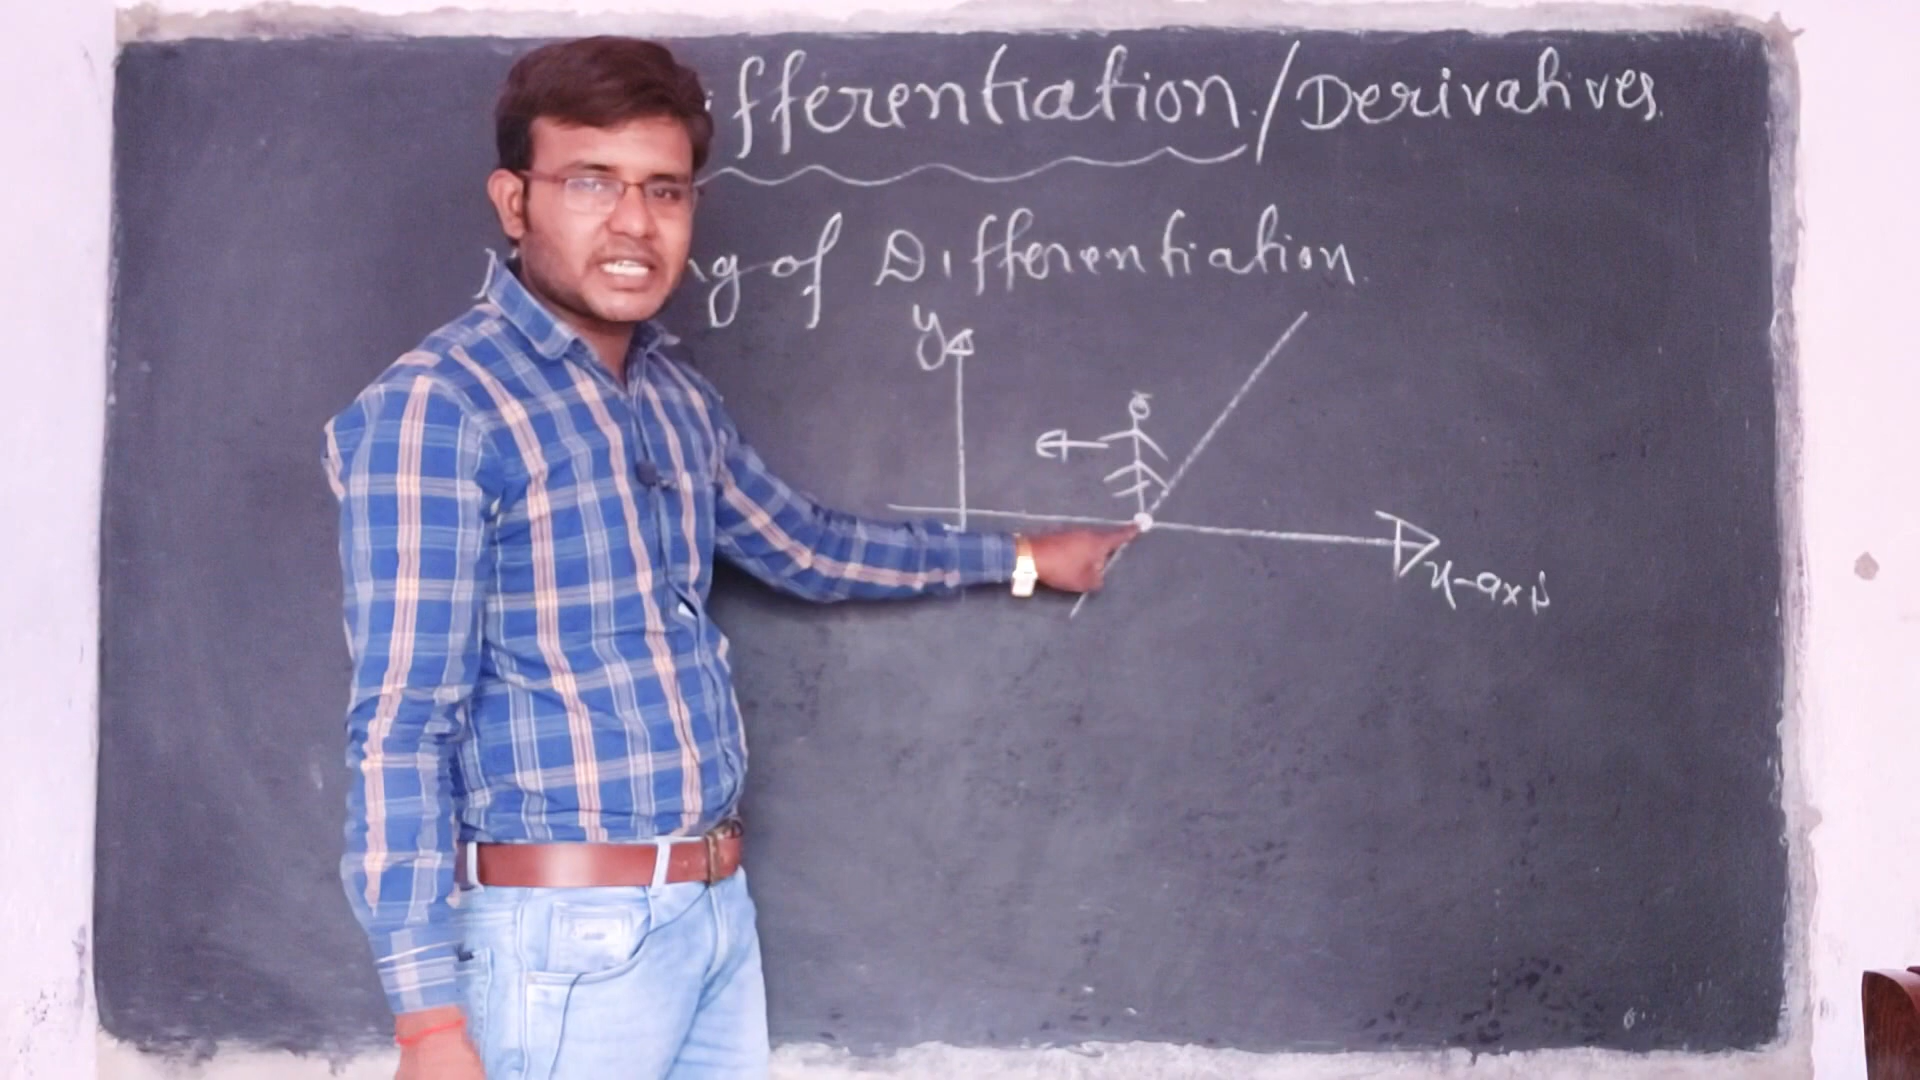 fferentiation/Derivatives
g of Differentiation
y
x-axis